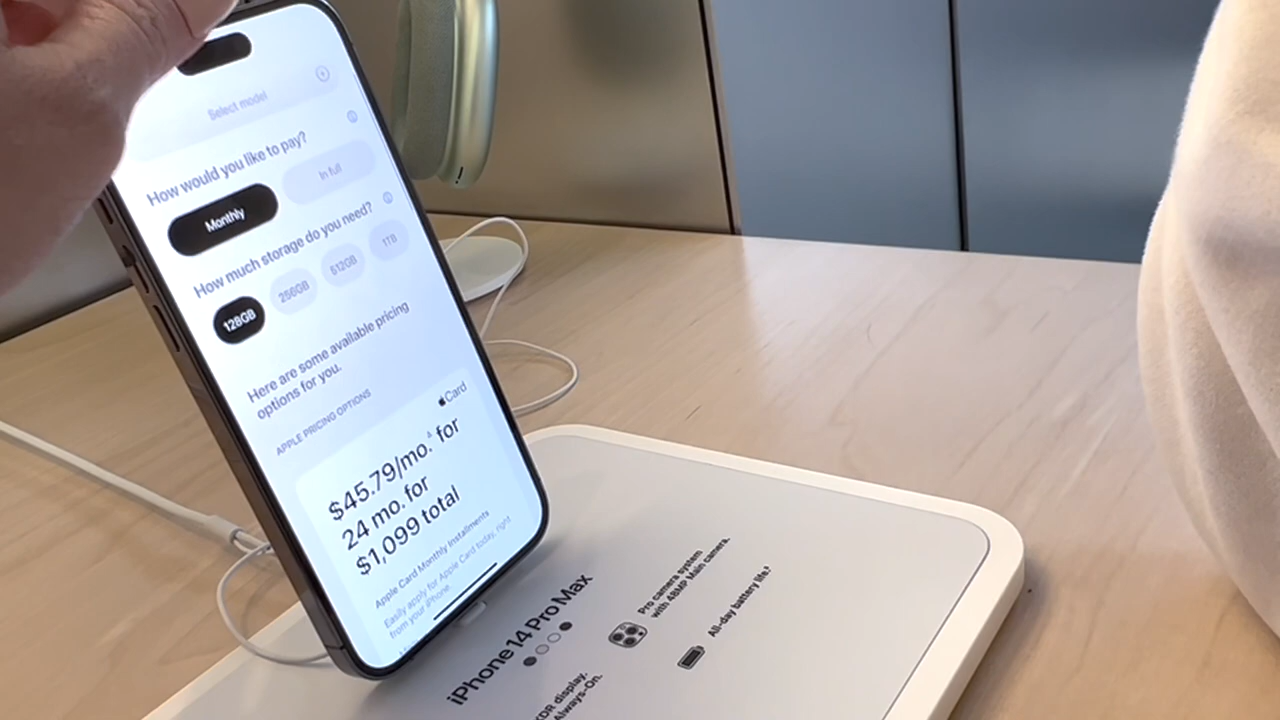 Select model
How would you like to pay?
Monthly
In full
How much storage do you need?
128GB
256GB
512GB
1TB
Here are some available pricing
options for you.
APPLE PRICING OPTIONS
Card
$45.79/mo.∆ for
24 mo. for
$1,099 total
Apple Card Monthly Installments
Easily apply for Apple Card today, right
from your iPhone.
iPhone 14 Pro Max
Pro camera system
with 48MP Main camera.
All-day battery life.²
XDR display.
Always-On.